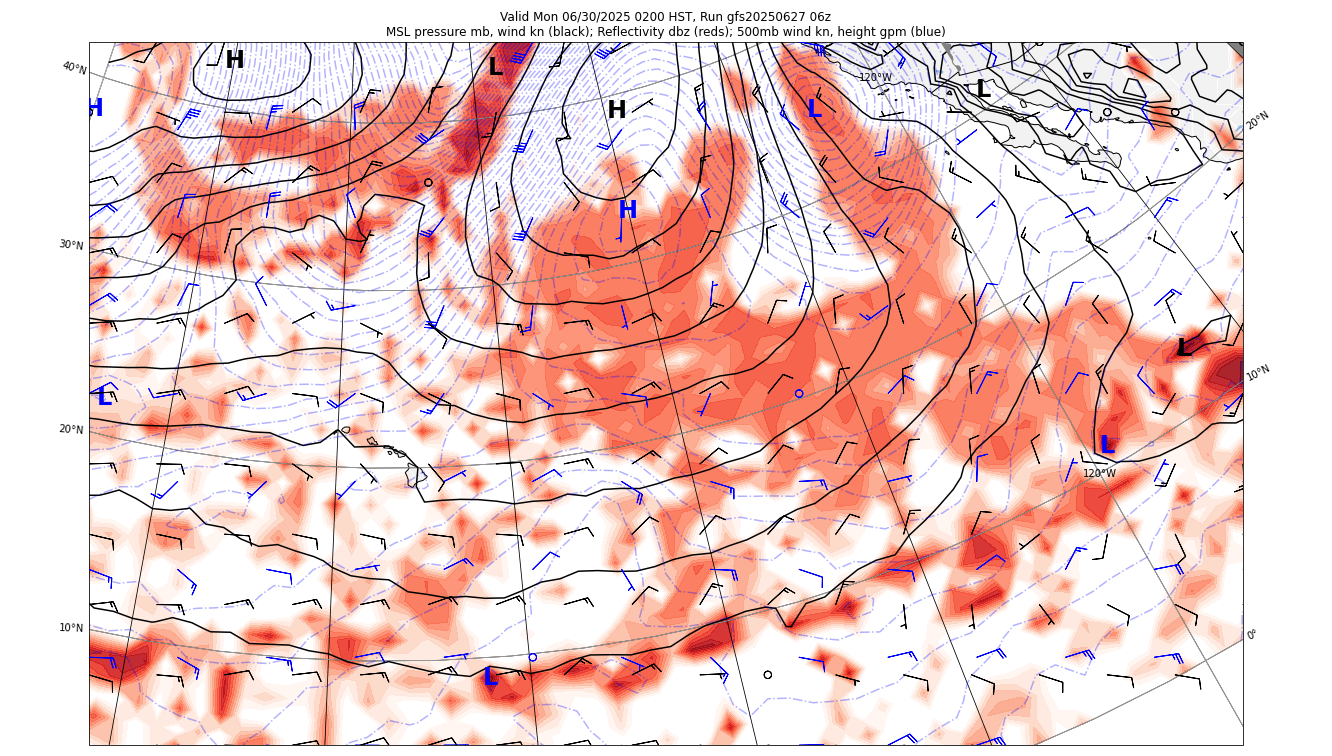 Valid Mon 06/30/2025 0200 HST, Run gfs20250627 06z
MSL pressure mb, wind kn (black); Reflectivity dbz (reds); 500mb wind kn, height gpm (blue)
H
L
40°N
120°W
L
H
H
L
20°N
H
30°N
L
10°N
L
20°N
L
120°W
10°N
0°
L